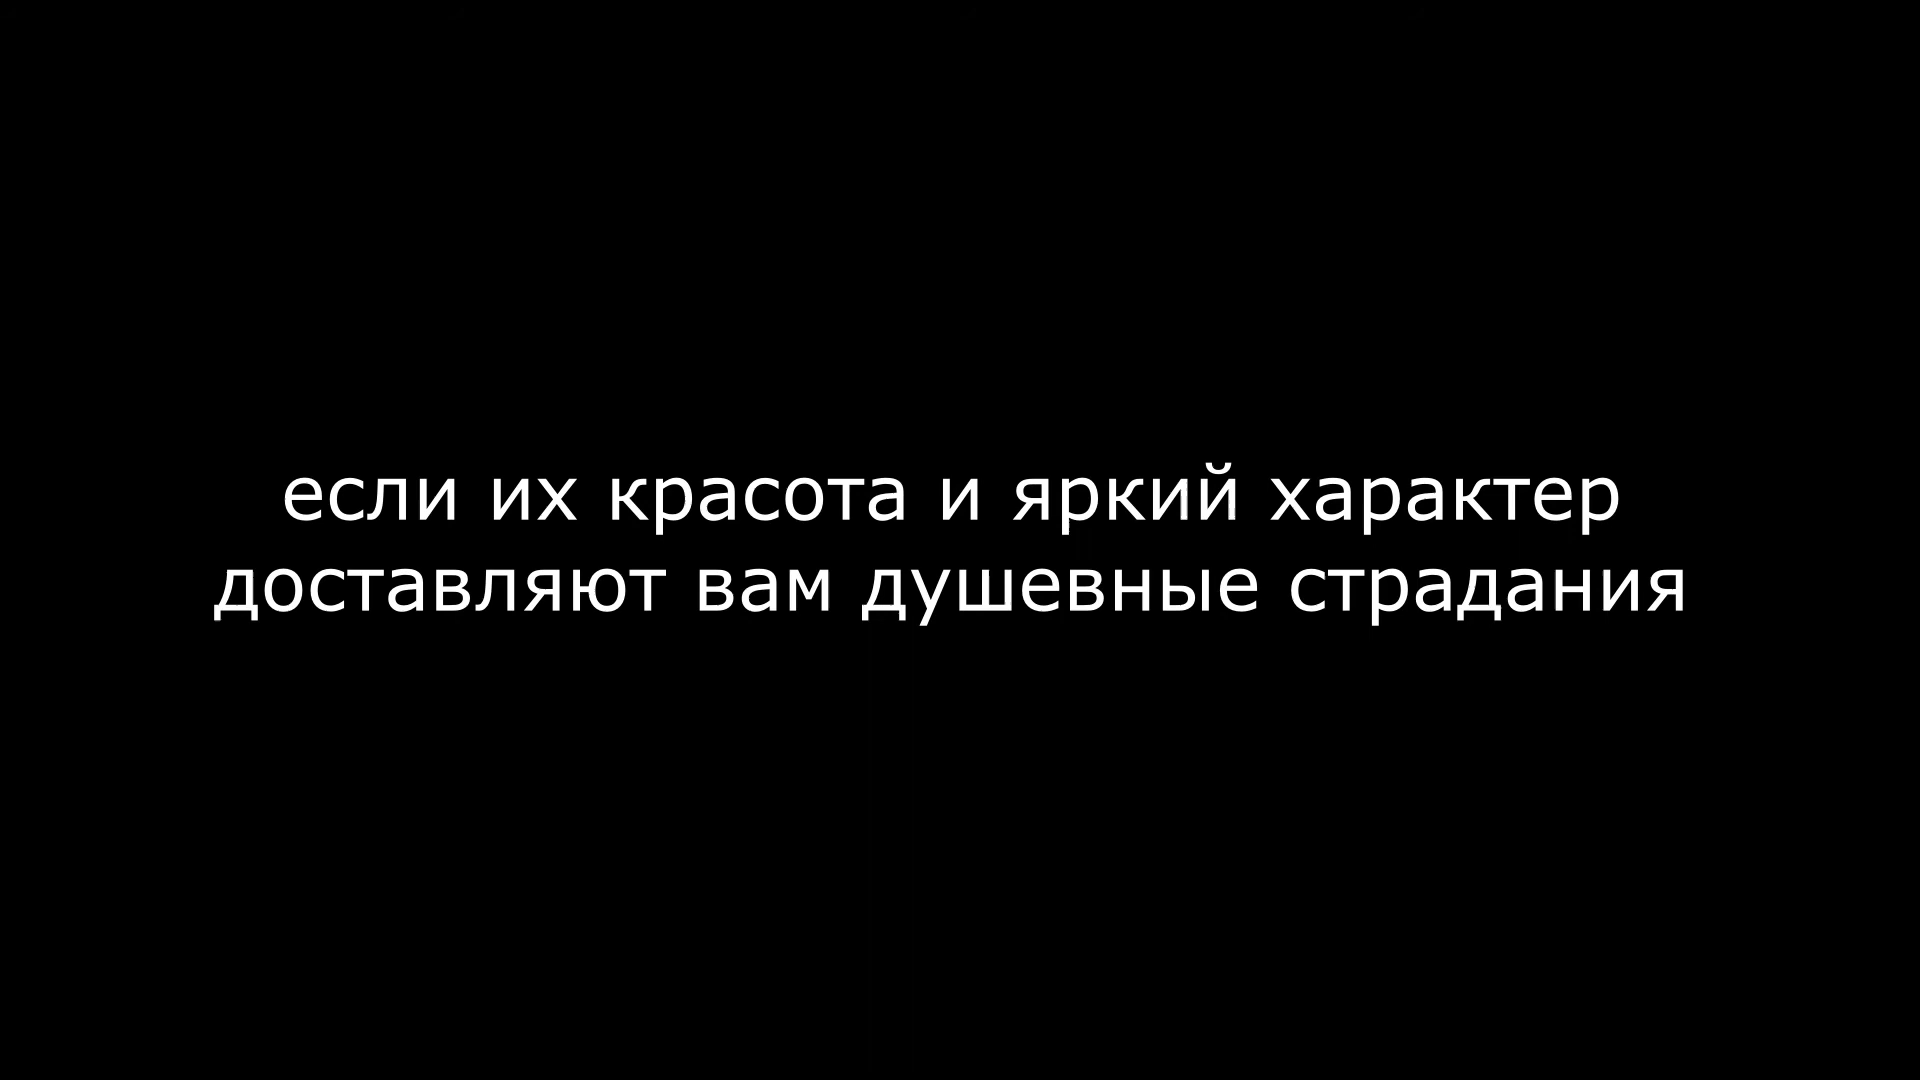 если их красота и яркий характер
доставляют вам душевные страдания